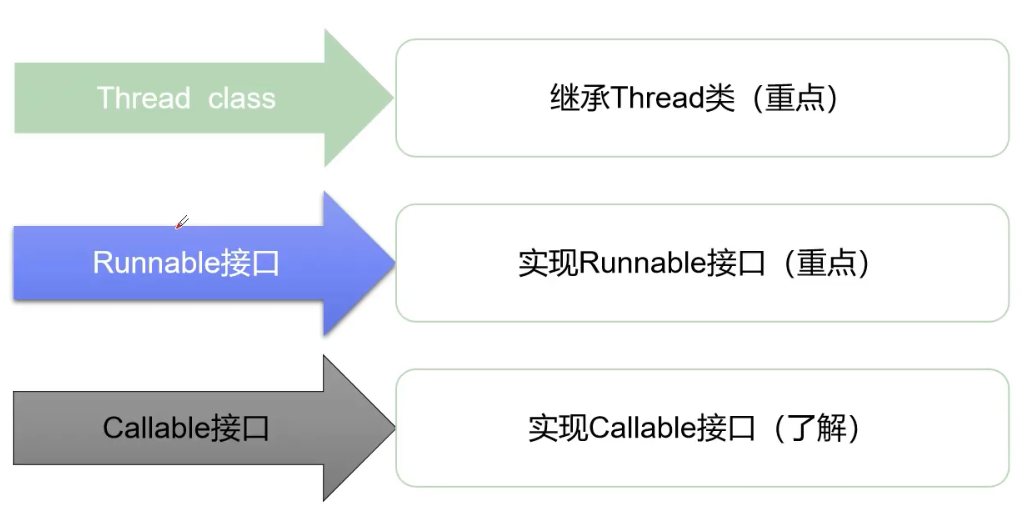 Thread class
继承Thread类（重点）
Runnable接口
实现Runnable接口（重点）
Callable接口
实现Callable接口（了解）